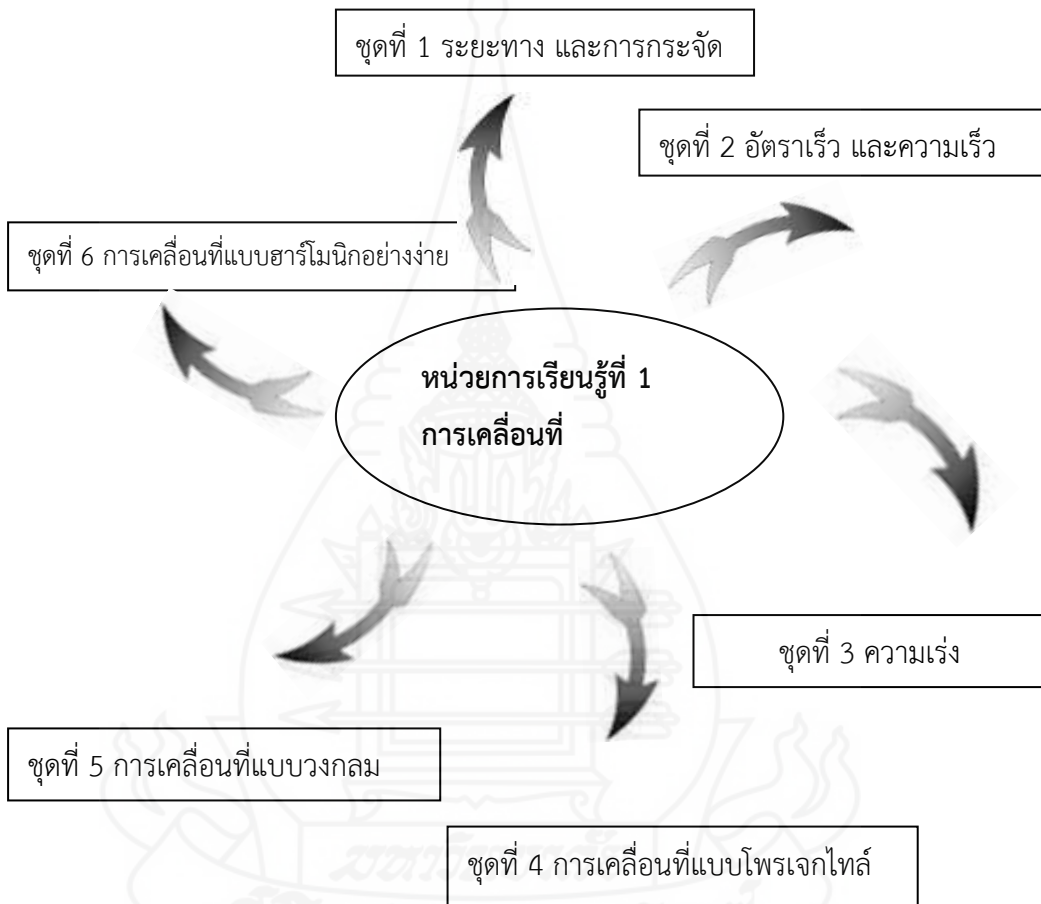 ชุดที่ 1 ระยะทาง และการกระจัด
ชุดที่ 2 อัตราเร็ว และความเร็ว
ชุดที่ 6 การเคลื่อนที่แบบฮาร์โมนิกอย่างง่าย
หน่วยการเรียนรู้ที่ 1
การเคลื่อนที่
ชุดที่ 3 ความเร่ง
ชุดที่ 5 การเคลื่อนที่แบบวงกลม
ชุดที่ 4 การเคลื่อนที่แบบโพรเจกไทล์